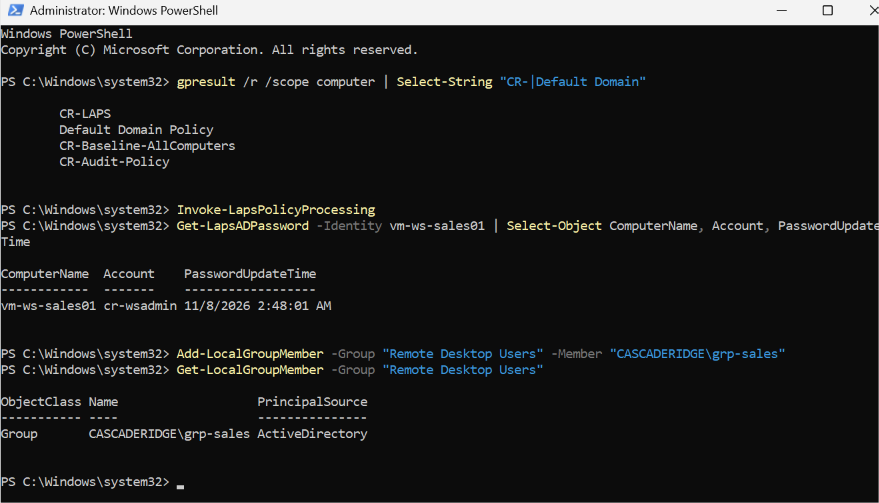 Administrator: Windows PowerShell
Windows PowerShell
Copyright (C) Microsoft Corporation. All rights reserved.
PS C:\Windows\system32> gpresult /r /scope computer | Select-String "CR-|Default Domain"
CR-LAPS
Default Domain Policy
CR-Baseline-AllComputers
CR-Audit-Policy
PS C:\Windows\system32> Invoke-LapsPolicyProcessing
PS C:\Windows\system32> Get-LapsADPassword -Identity vm-ws-sales01 | Select-Object ComputerName, Account, PasswordUpdate
Time
ComputerName Account PasswordUpdateTime
------------ ------- ------------------
vm-ws-sales01 cr-wsadmin 11/8/2026 2:48:01 AM
PS C:\Windows\system32> Add-LocalGroupMember -Group "Remote Desktop Users" -Member "CASCADERIDGE\grp-sales"
PS C:\Windows\system32> Get-LocalGroupMember -Group "Remote Desktop Users"
ObjectClass Name PrincipalSource
----------- ---- ---------------
Group CASCADERIDGE\grp-sales ActiveDirectory
PS C:\Windows\system32>